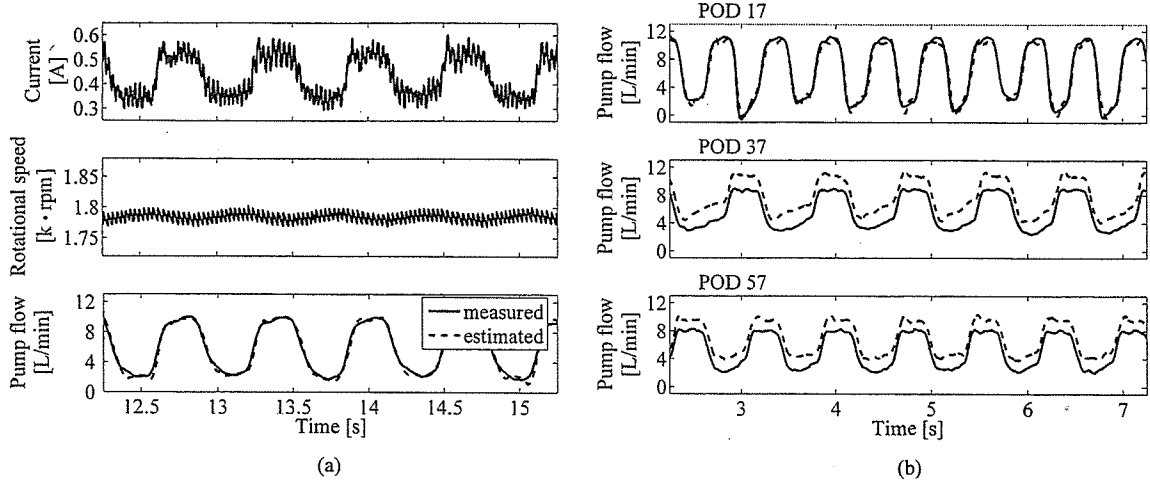 Current
[A]
0.6
0.5
0.4
0.3
Rotational speed
[k • rpm]
1.85
1.8
1.75
Pump flow
[L/min]
12
8
4
0
measured
estimated
12.5
13
13.5
14
14.5
15
Time [s]
(a)
POD 17
Pump flow
[L/min]
12
8
4
0
POD 37
Pump flow
[L/min]
12
8
4
0
POD 57
Pump flow
[L/min]
12
8
4
0
3
4
5
6
7
Time [s]
(b)